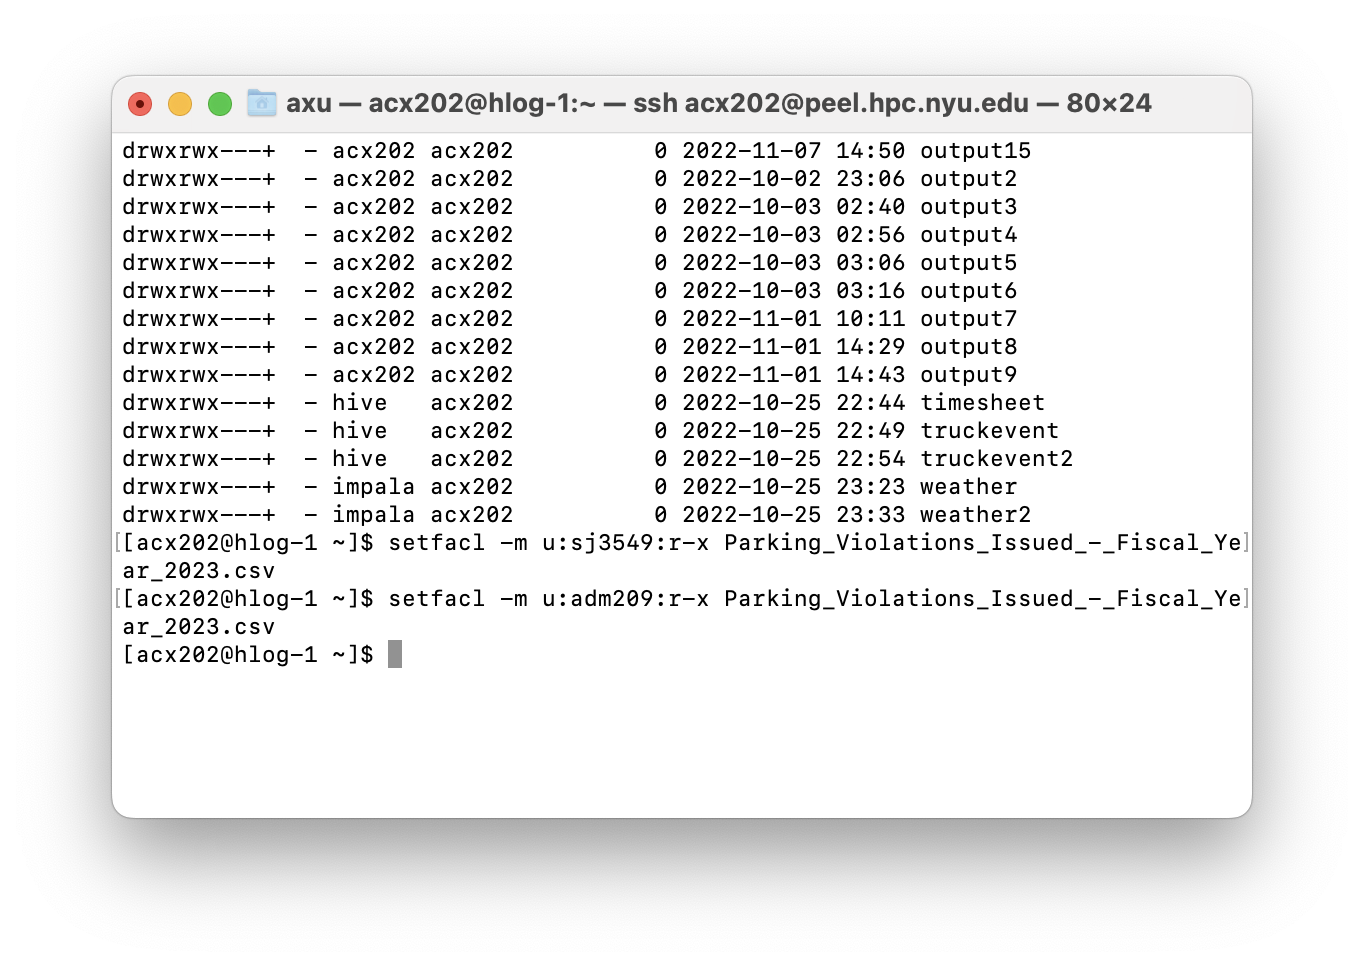 axu — acx202@hlog-1:~ — ssh acx202@peel.hpc.nyu.edu — 80×24
drwxrwx---+  - acx202 acx202          0 2022-11-07 14:50 output15
drwxrwx---+  - acx202 acx202          0 2022-10-02 23:06 output2
drwxrwx---+  - acx202 acx202          0 2022-10-03 02:40 output3
drwxrwx---+  - acx202 acx202          0 2022-10-03 02:56 output4
drwxrwx---+  - acx202 acx202          0 2022-10-03 03:06 output5
drwxrwx---+  - acx202 acx202          0 2022-10-03 03:16 output6
drwxrwx---+  - acx202 acx202          0 2022-11-01 10:11 output7
drwxrwx---+  - acx202 acx202          0 2022-11-01 14:29 output8
drwxrwx---+  - acx202 acx202          0 2022-11-01 14:43 output9
drwxrwx---+  - hive   acx202          0 2022-10-25 22:44 timesheet
drwxrwx---+  - hive   acx202          0 2022-10-25 22:49 truckevent
drwxrwx---+  - hive   acx202          0 2022-10-25 22:54 truckevent2
drwxrwx---+  - impala acx202          0 2022-10-25 23:23 weather
drwxrwx---+  - impala acx202          0 2022-10-25 23:33 weather2
[[acx202@hlog-1 ~]$ setfacl -m u:sj3549:r-x Parking_Violations_Issued_-_Fiscal_Ye]
ar_2023.csv
[[acx202@hlog-1 ~]$ setfacl -m u:adm209:r-x Parking_Violations_Issued_-_Fiscal_Ye]
ar_2023.csv
[acx202@hlog-1 ~]$